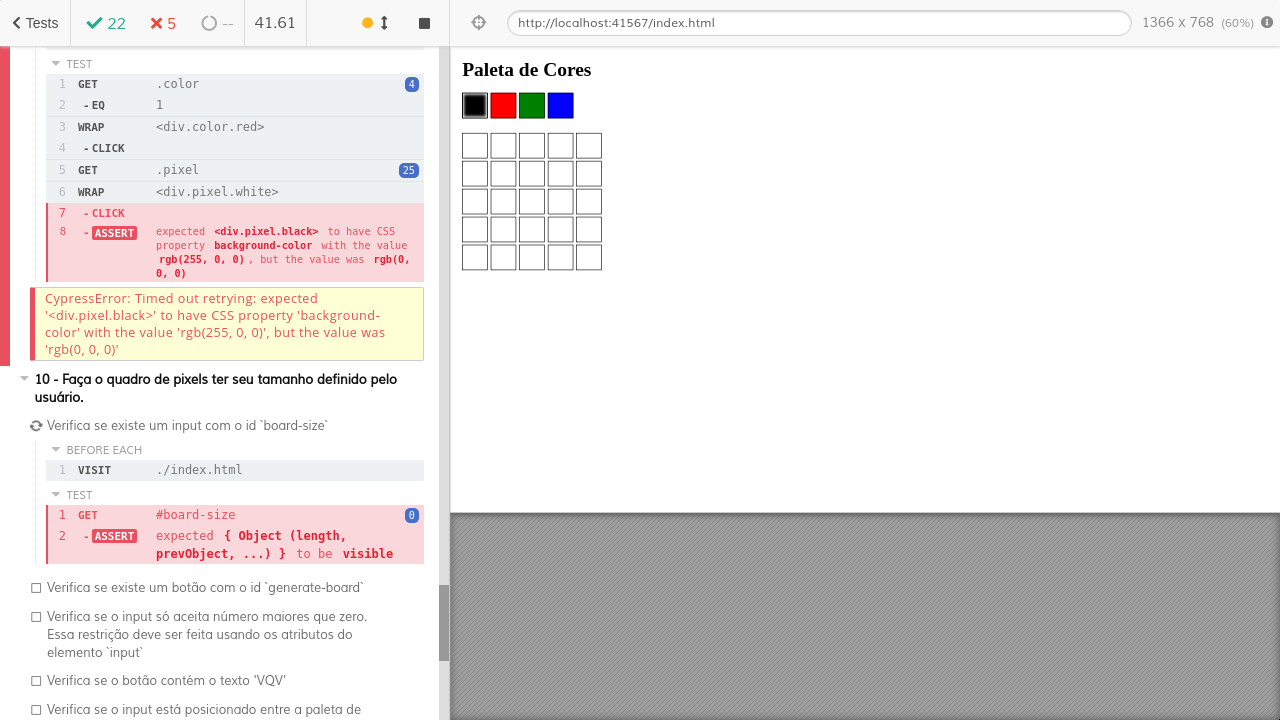 Tests
22
5
--
41.61
http://localhost:41567/index.html
1366 x 768 (60%)
TEST
1 GET .color 4
2 - EQ 1
3 WRAP <div.color.red>
4 - CLICK
5 GET .pixel 25
6 WRAP <div.pixel.white>
7 - CLICK
8 - ASSERT expected <div.pixel.black> to have CSS
property background-color with the value
rgb(255, 0, 0) , but the value was rgb(0,
0, 0)
CypressError: Timed out retrying: expected
'<div.pixel.black>' to have CSS property 'background-
color' with the value 'rgb(255, 0, 0)', but the value was
'rgb(0, 0, 0)'
10 - Faça o quadro de pixels ter seu tamanho definido pelo
usuário.
Verifica se existe um input com o id `board-size`
BEFORE EACH
1 VISIT ./index.html
TEST
1 GET #board-size 0
2 - ASSERT expected { Object (length,
prevObject, ...) } to be visible
Verifica se existe um botão com o id `generate-board`
Verifica se o input só aceita número maiores que zero.
Essa restrição deve ser feita usando os atributos do
elemento `input`
Verifica se o botão contém o texto 'VQV'
Verifica se o input está posicionado entre a paleta de
Paleta de Cores